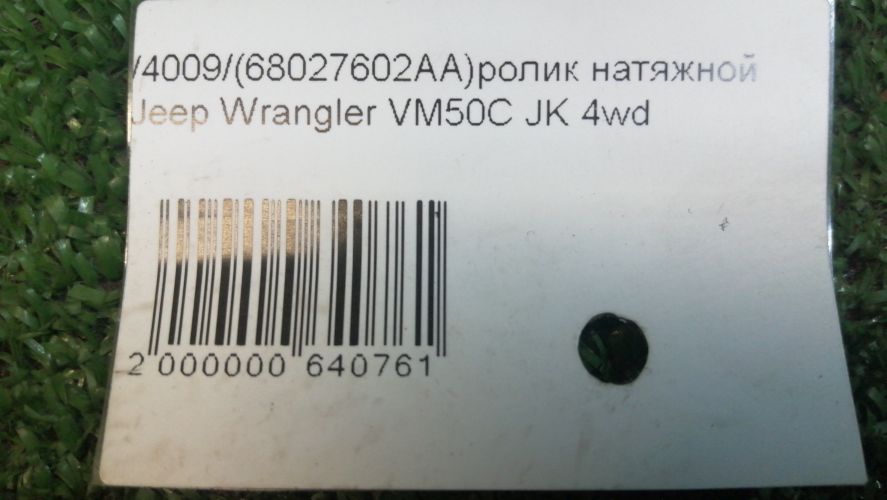 /4009/(68027602AA)ролик натяжной
Jeep Wrangler VM50C JK 4wd
2 000000 640761